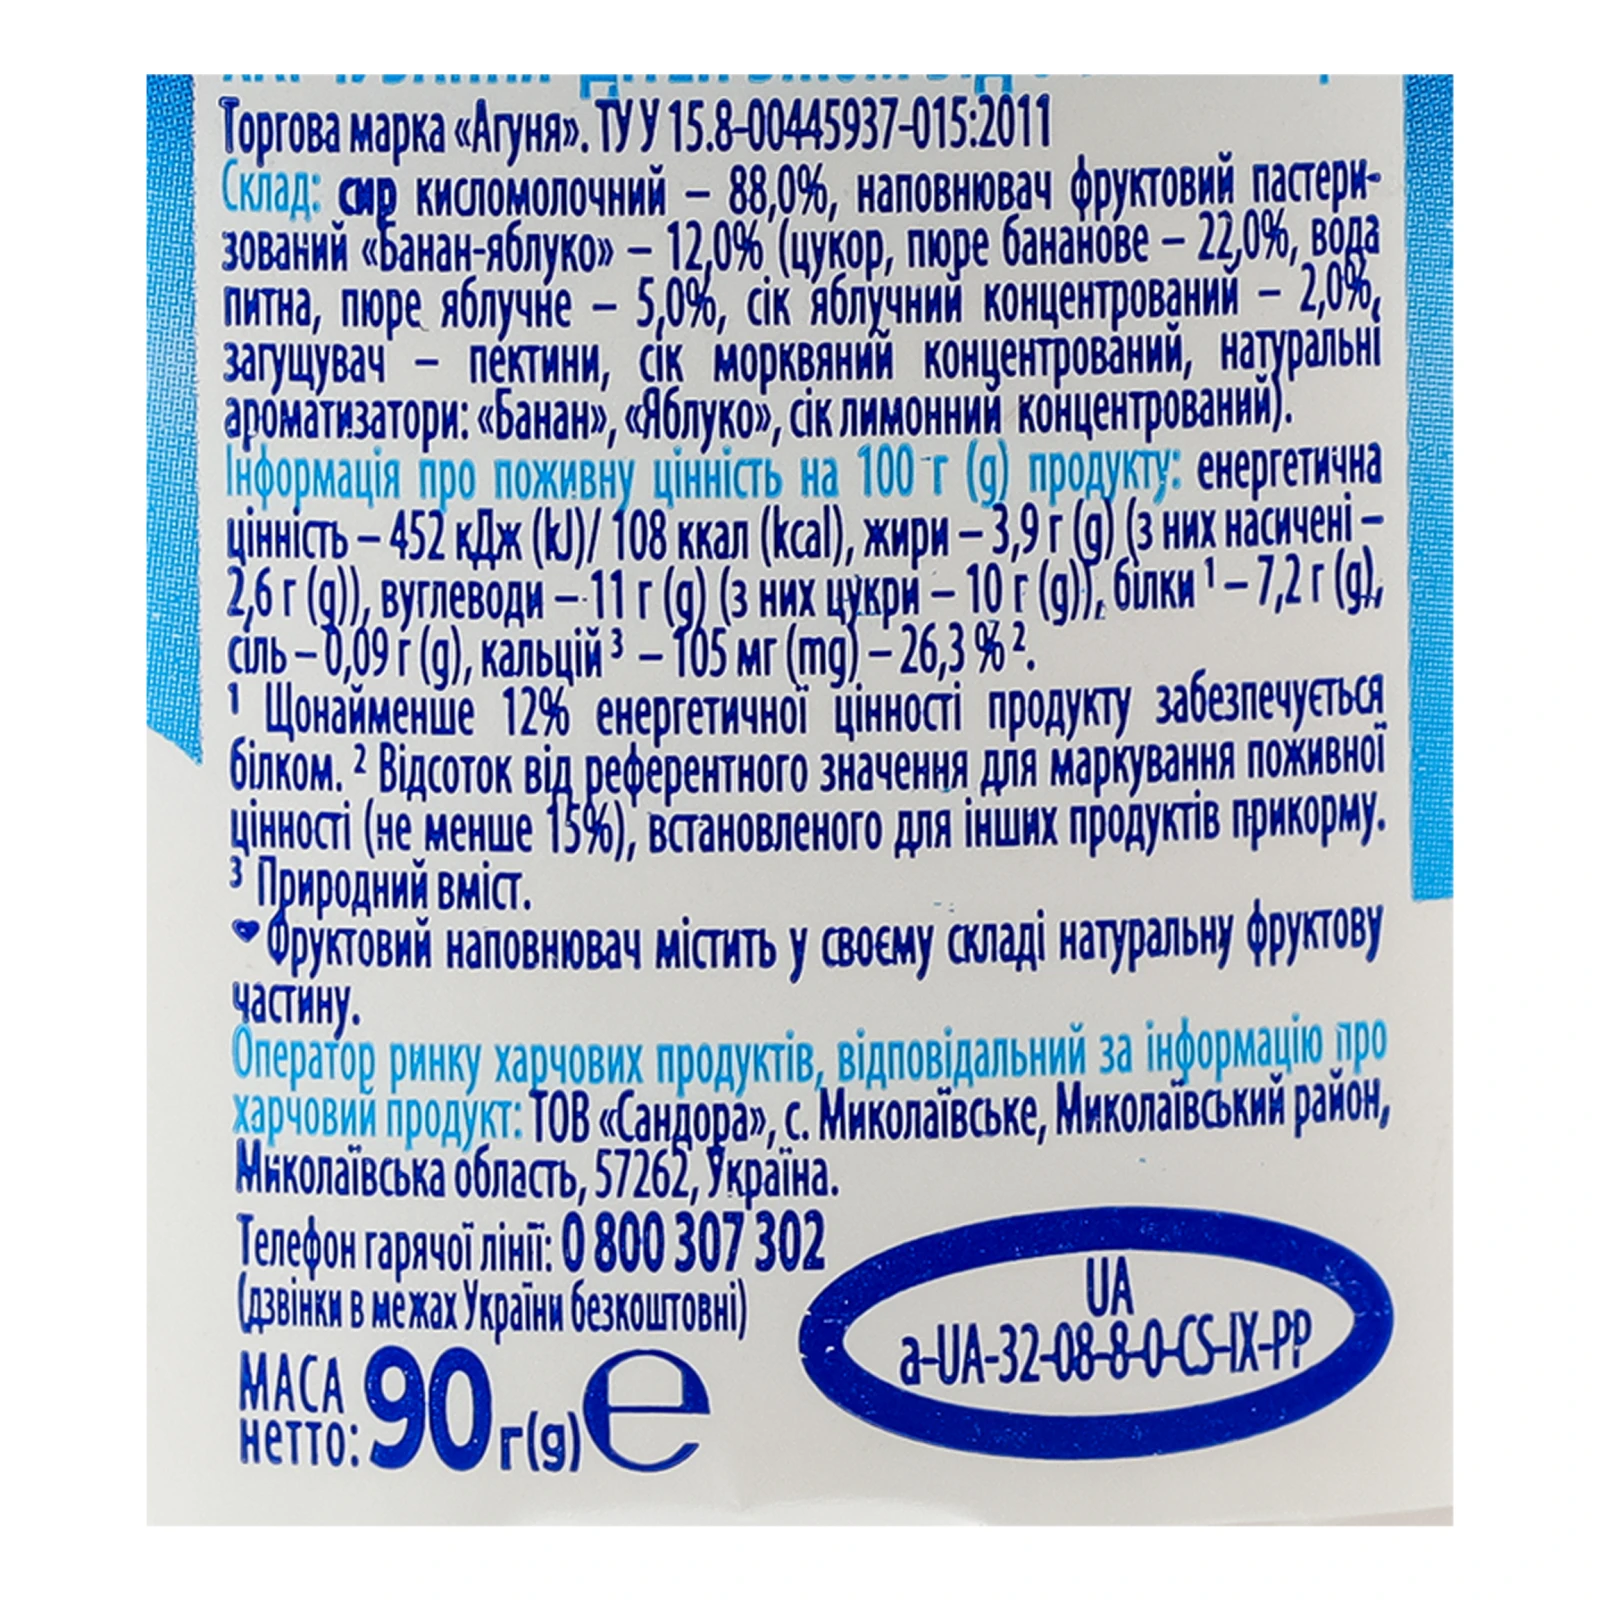 Торгова марка «Агуня». ТУ У 15.8-00445937-015:2011
Склад: сир кисломолочний – 88,0%, наповнювач фруктовий пастери-
зований «Банан-яблуко» – 12,0% (цукор, пюре бананове – 22,0%, вода
питна, пюре яблучне – 5,0%, сік яблучний концентрований – 2,0%,
загущувач – пектини, сік морквяний концентрований, натуральні
ароматизатори: «Банан», «Яблуко», сік лимонний концентрований).
Інформація про поживну цінність на 100 г (g) продукту: енергетична
цінність – 452 кДж (kJ)/ 108 ккал (kcal), жири – 3,9 г (g) (з них насичені –
2,6 г (g)), вуглеводи – 11 г (g) (з них цукри – 10 г (g)), білки ¹ – 7,2 г (g),
сіль – 0,09 г (g), кальцій ³ – 105 мг (mg) – 26,3 % ².
¹ Щонайменше 12% енергетичної цінності продукту забезпечується
білком. ² Відсоток від референтного значення для маркування поживної
цінності (не менше 15%), встановленого для інших продуктів прикорму.
³ Природний вміст.
Фруктовий наповнювач містить у своєму складі натуральну фруктову
частину.
Оператор ринку харчових продуктів, відповідальний за інформацію про
харчовий продукт: ТОВ «Сандора», с. Миколаївське, Миколаївський район,
Миколаївська область, 57262, Україна.
Телефон гарячої лінії: 0 800 307 302
(дзвінки в межах України безкоштовні)
МАСА
НЕТТО: 90 г(g) e
UA
a-UA-32-08-8-0-CS-IX-PP